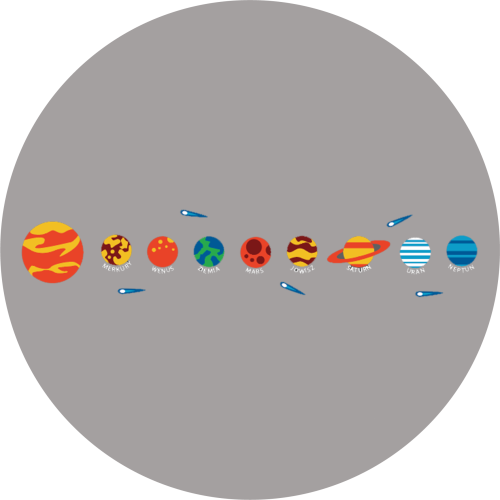 MERKURY
WENUS
ZIEMIA
MARS
JOWISZ
SATURN
URAN
NEPTUN